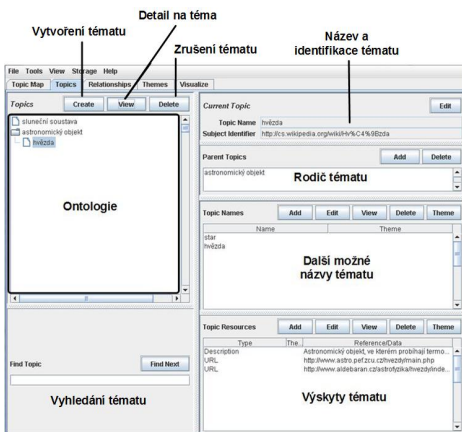 Detail na téma
Vytvoření tématu
Název a
identifikace tématu
Zrušení tématu
File Tools View Storage Help
Topic Map Topics Relationships Themes Visualize
Topics Create View Delete
sluneční soustava
astronomický objekt
hvězda
Ontologie
Find Topic Find Next
Vyhledání tématu
Current Topic Edit
Topic Name hvězda
Subject Identifier http://cs.wikipedia.org/wiki/Hv%C4%9Bzda
Parent Topics Add Delete
astronomický objekt
Rodič tématu
Topic Names Add Edit View Delete Theme
Name Theme
star
hvězda
Další možné
názvy tématu
Topic Resources Add Edit View Delete Theme
Type The... Reference/Data
Description Astronomický objekt, ve kterém probíhají termo...
URL http://www.astro.pef.zcu.cz/hvezdy/main.php
URL http://www.aldebaran.cz/astrofyzika/hvezdy/inde...
Výskyty tématu